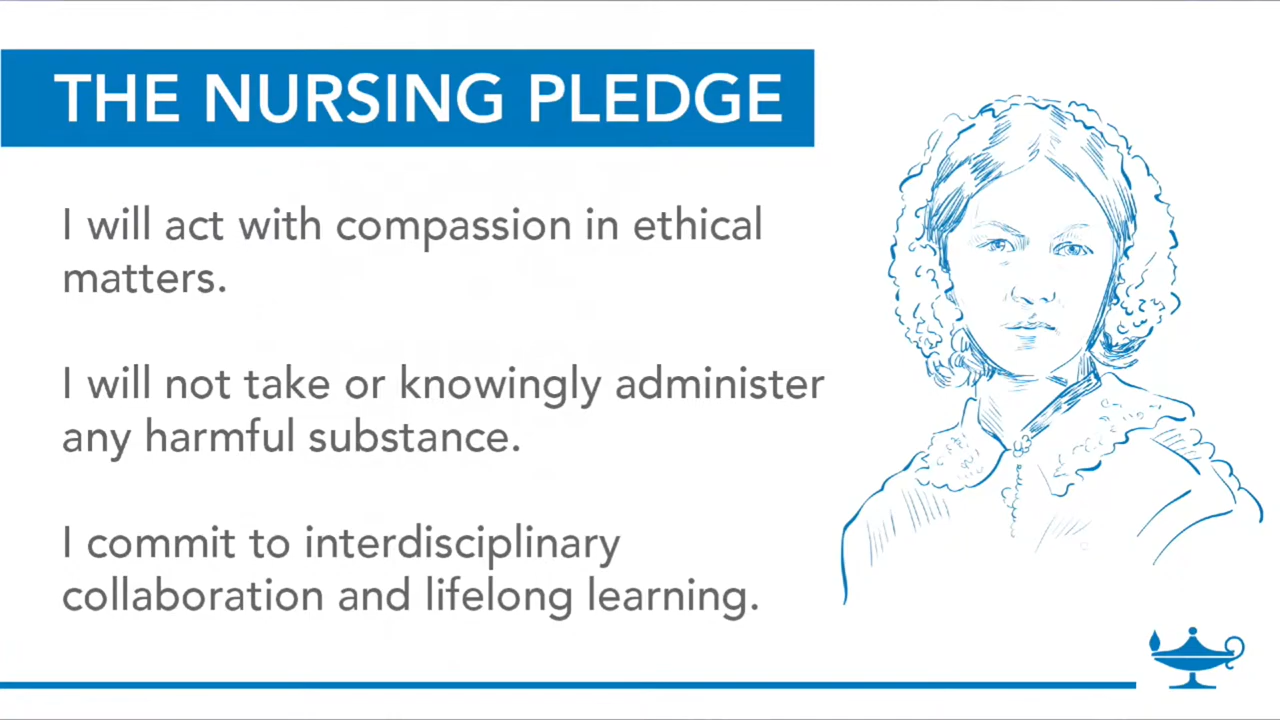 THE NURSING PLEDGE
I will act with compassion in ethical
matters.
I will not take or knowingly administer
any harmful substance.
I commit to interdisciplinary
collaboration and lifelong learning.